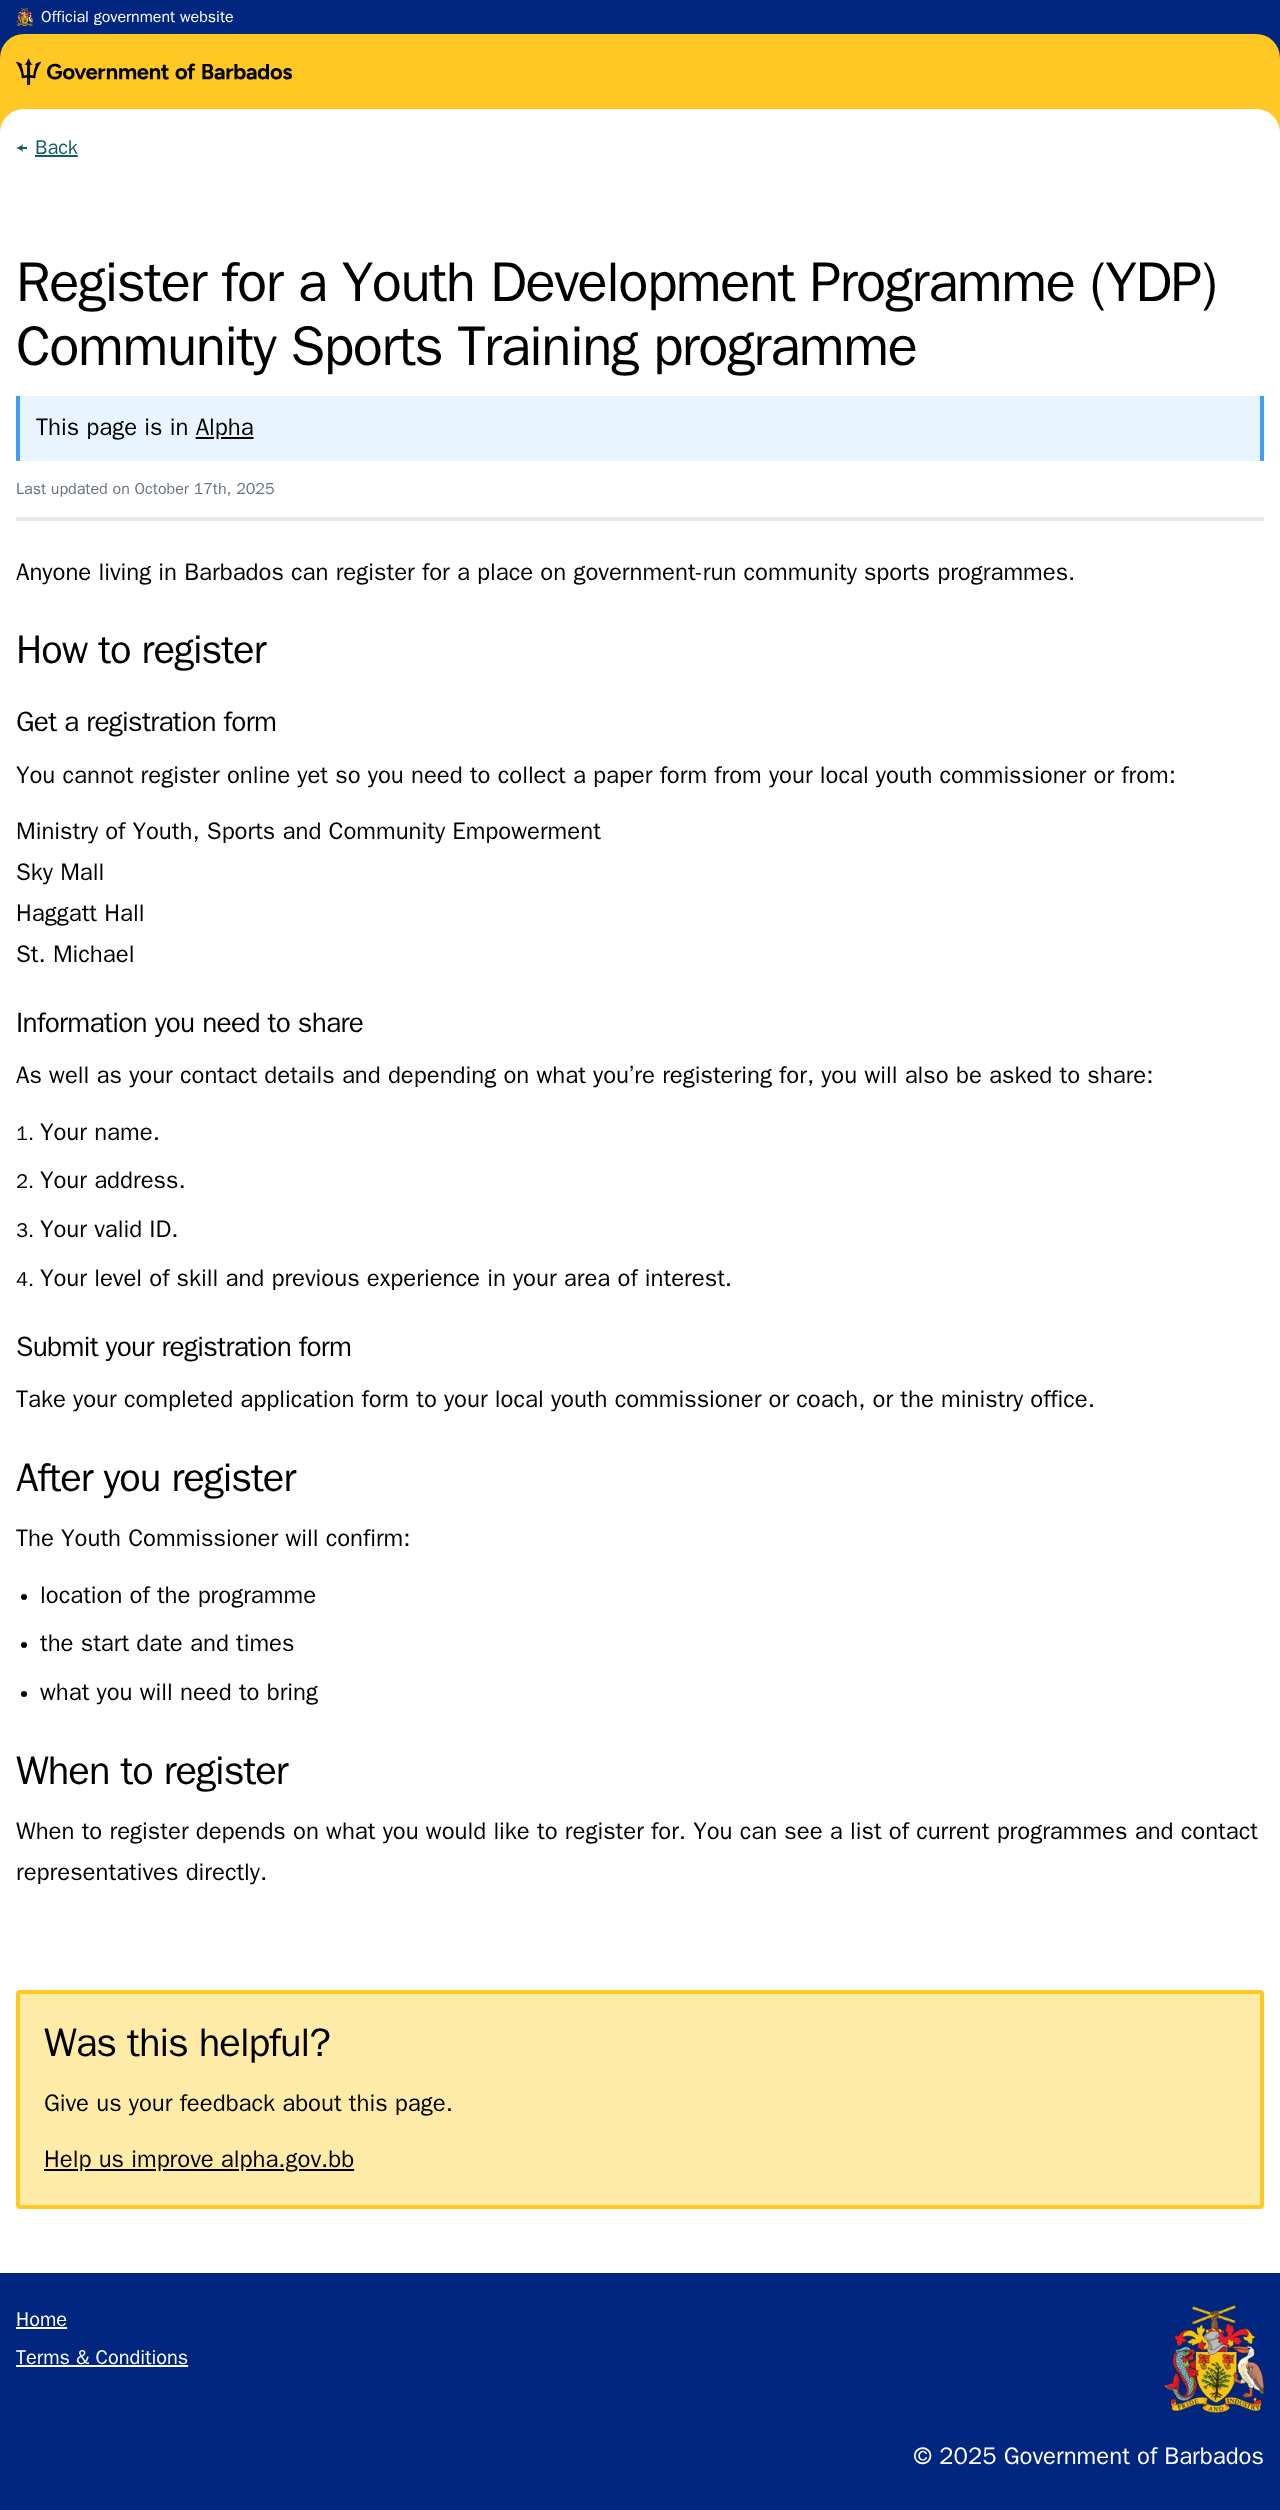 Official government website
Government of Barbados
← Back
Register for a Youth Development Programme (YDP)
Community Sports Training programme
This page is in Alpha
Last updated on October 17th, 2025
Anyone living in Barbados can register for a place on government-run community sports programmes.
How to register
Get a registration form
You cannot register online yet so you need to collect a paper form from your local youth commissioner or from:
Ministry of Youth, Sports and Community Empowerment
Sky Mall
Haggatt Hall
St. Michael
Information you need to share
As well as your contact details and depending on what you’re registering for, you will also be asked to share:
1. Your name.
2. Your address.
3. Your valid ID.
4. Your level of skill and previous experience in your area of interest.
Submit your registration form
Take your completed application form to your local youth commissioner or coach, or the ministry office.
After you register
The Youth Commissioner will confirm:
• location of the programme
• the start date and times
• what you will need to bring
When to register
When to register depends on what you would like to register for. You can see a list of current programmes and contact
representatives directly.
Was this helpful?
Give us your feedback about this page.
Help us improve alpha.gov.bb
Home
Terms & Conditions
PRIDE AND INDUSTRY
© 2025 Government of Barbados